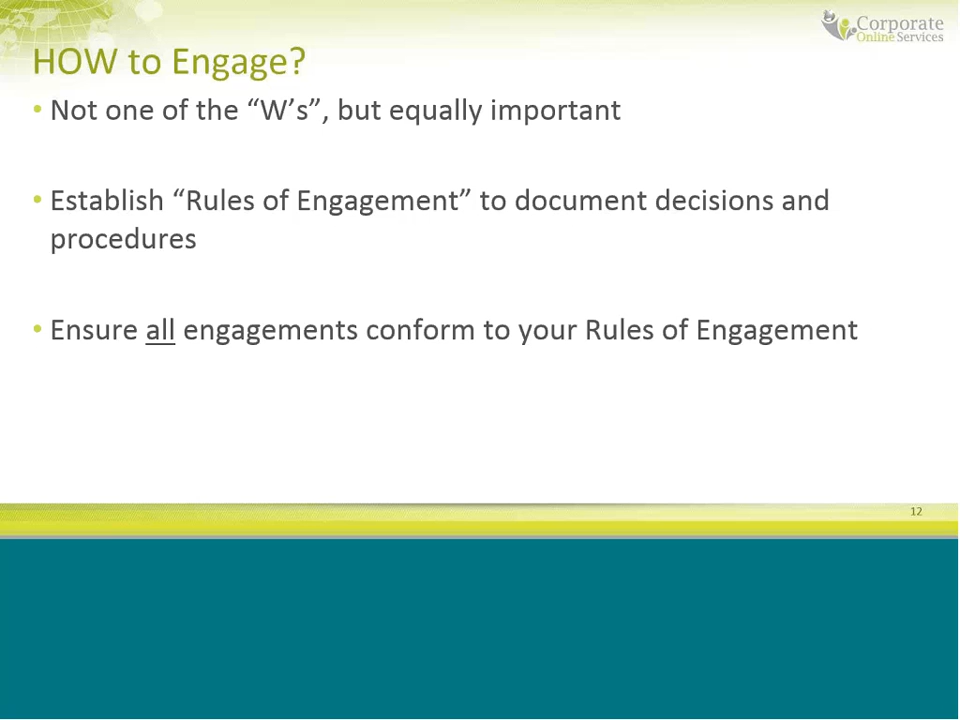 Corporate
Online Services
HOW to Engage?
• Not one of the “W’s”, but equally important
• Establish “Rules of Engagement” to document decisions and
procedures
• Ensure all engagements conform to your Rules of Engagement
12